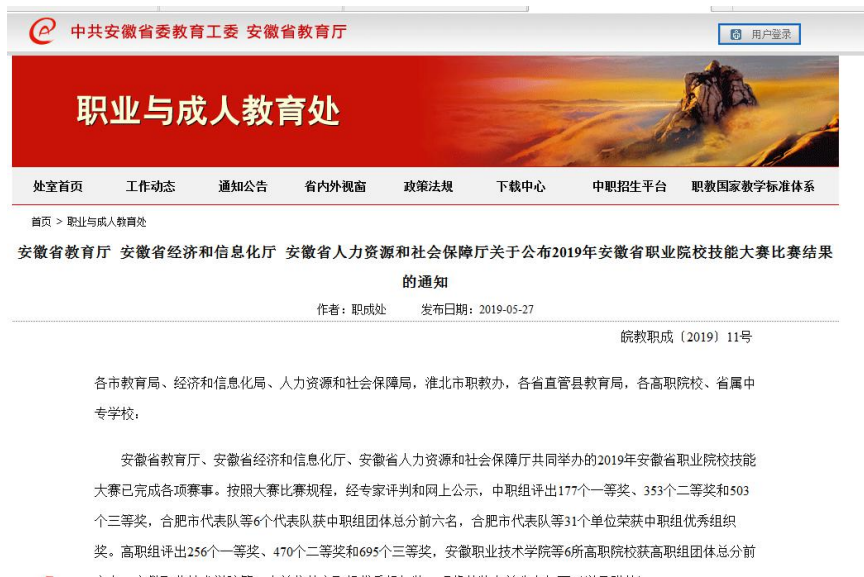 中共安徽省委教育工委 安徽省教育厅
用户登录
职业与成人教育处
处室首页 工作动态 通知公告 省内外视窗 政策法规 下载中心 中职招生平台 职教国家教学标准体系
首页 > 职业与成人教育处
安徽省教育厅 安徽省经济和信息化厅 安徽省人力资源和社会保障厅关于公布2019年安徽省职业院校技能大赛比赛结果
的通知
作者：职成处 发布日期：2019-05-27
皖教职成〔2019〕11号
各市教育局、经济和信息化局、人力资源和社会保障局，淮北市职教办，各省直管县教育局，各高职院校、省属中
专学校：
安徽省教育厅、安徽省经济和信息化厅、安徽省人力资源和社会保障厅共同举办的2019年安徽省职业院校技能
大赛已完成各项赛事。按照大赛比赛规程，经专家评判和网上公示，中职组评出177个一等奖、353个二等奖和503
个三等奖，合肥市代表队等6个代表队获中职组团体总分前六名，合肥市代表队等31个单位荣获中职组优秀组织
奖。高职组评出256个一等奖、470个二等奖和695个三等奖，安徽职业技术学院等6所高职院校获高职组团体总分前